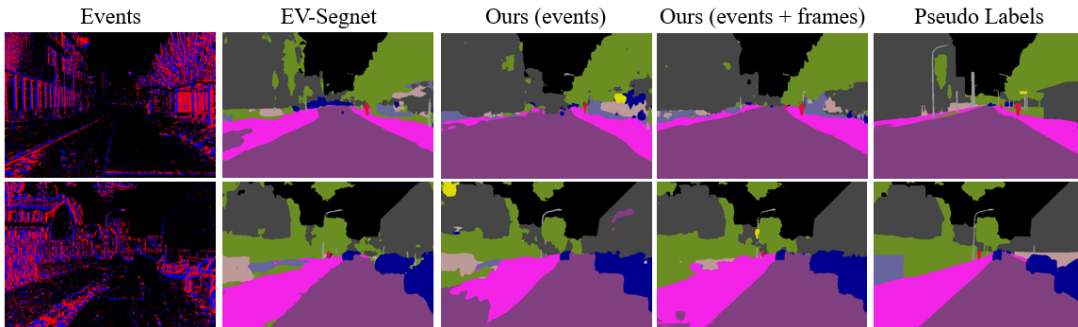 Events
EV-Segnet
Ours (events)
Ours (events + frames)
Pseudo Labels